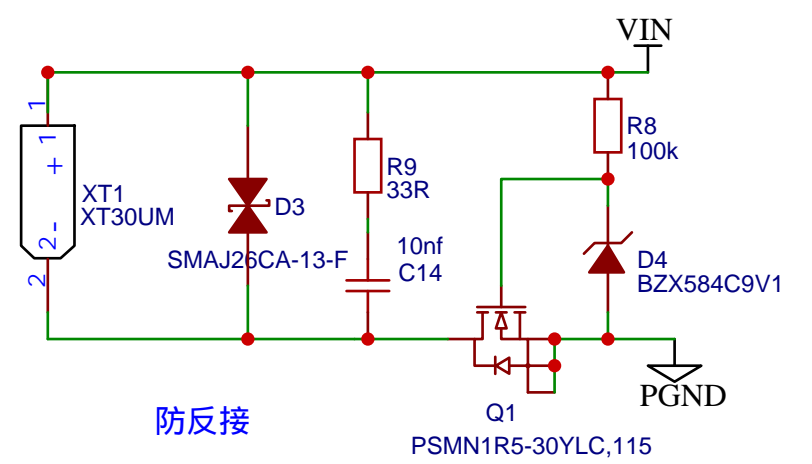 VIN
1
1
+
XT1
XT30UM
2-
2
D3
SMAJ26CA-13-F
R9
33R
10nf
C14
R8
100k
D4
BZX584C9V1
PGND
Q1
PSMN1R5-30YLC,115
防反接